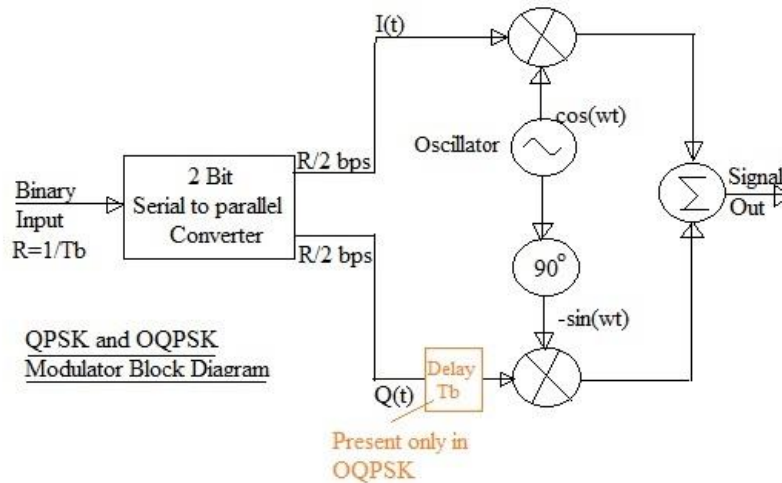 I(t)
cos(wt)
Oscillator
R/2 bps
2 Bit
Serial to parallel
Converter
Binary
Input
R=1/Tb
R/2 bps
Σ
Signal
Out
90°
-sin(wt)
QPSK and OQPSK
Modulator Block Diagram
Delay
Tb
Q(t)
Present only in
OQPSK